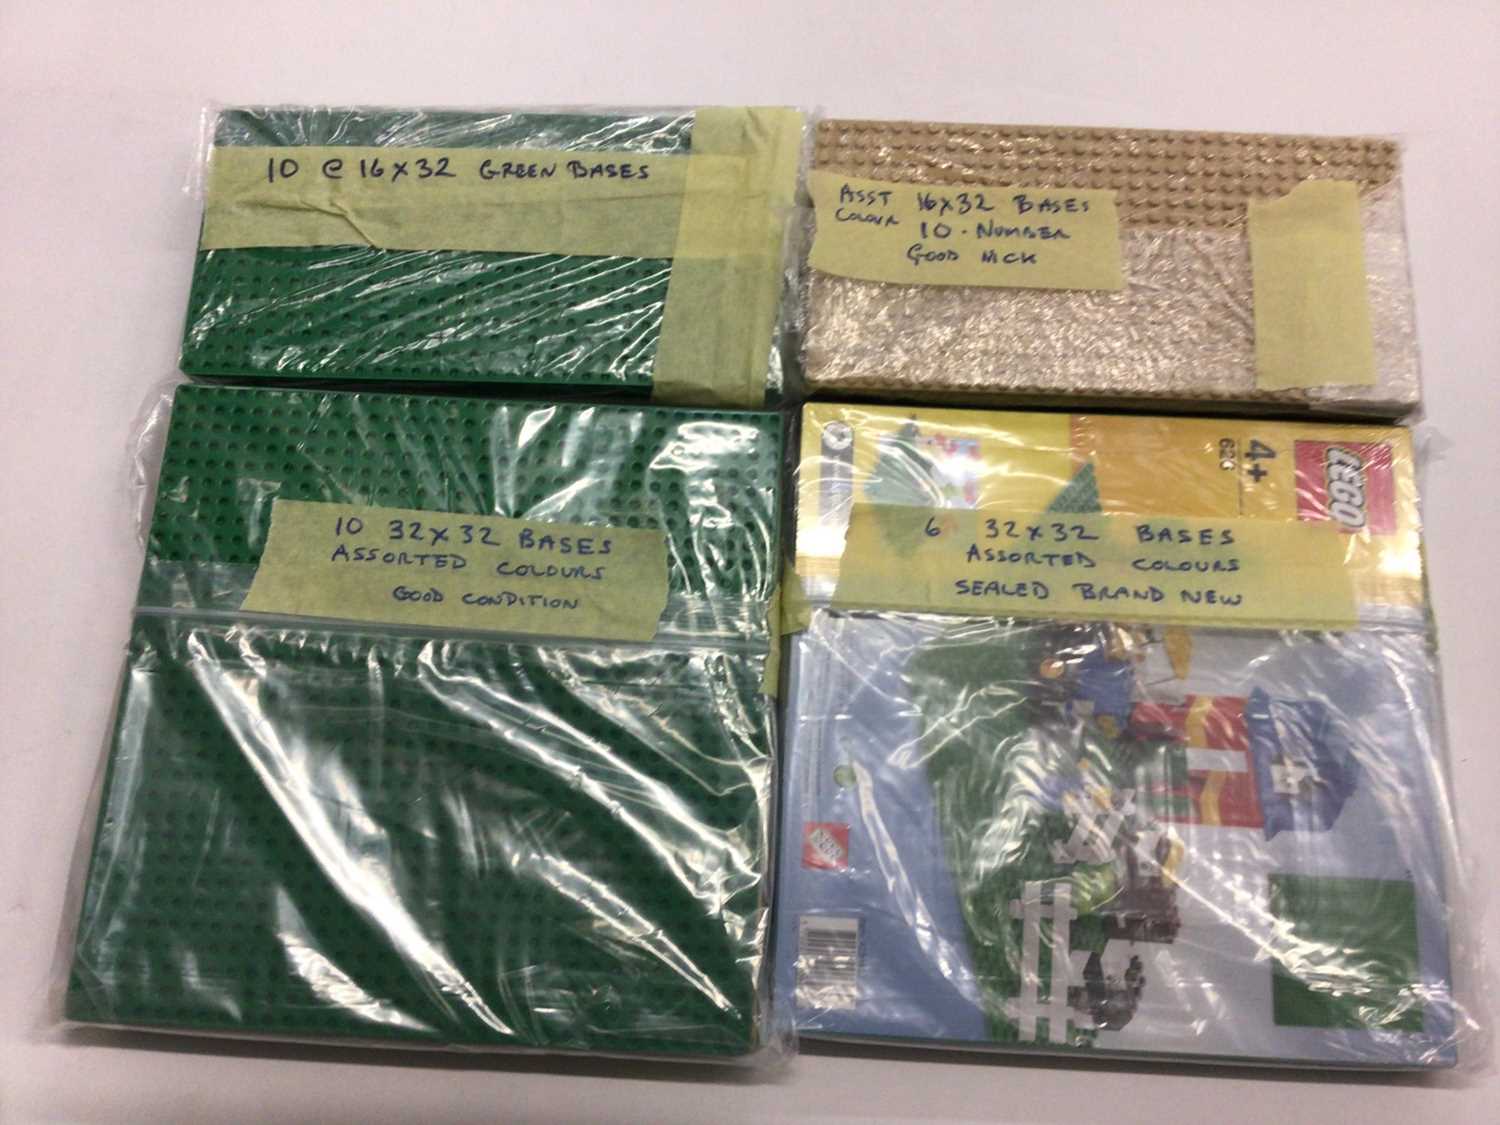 10 @ 16x32 GREEN BASES
ASST 16x32 BASES
COLOUR 10 · NUMBER
GOOD NICK
10 32x32 BASES
ASSORTED COLOURS
GOOD CONDITION
4+
626
LEGO
6 32x32 BASES
ASSORTED COLOURS
SEALED BRAND NEW